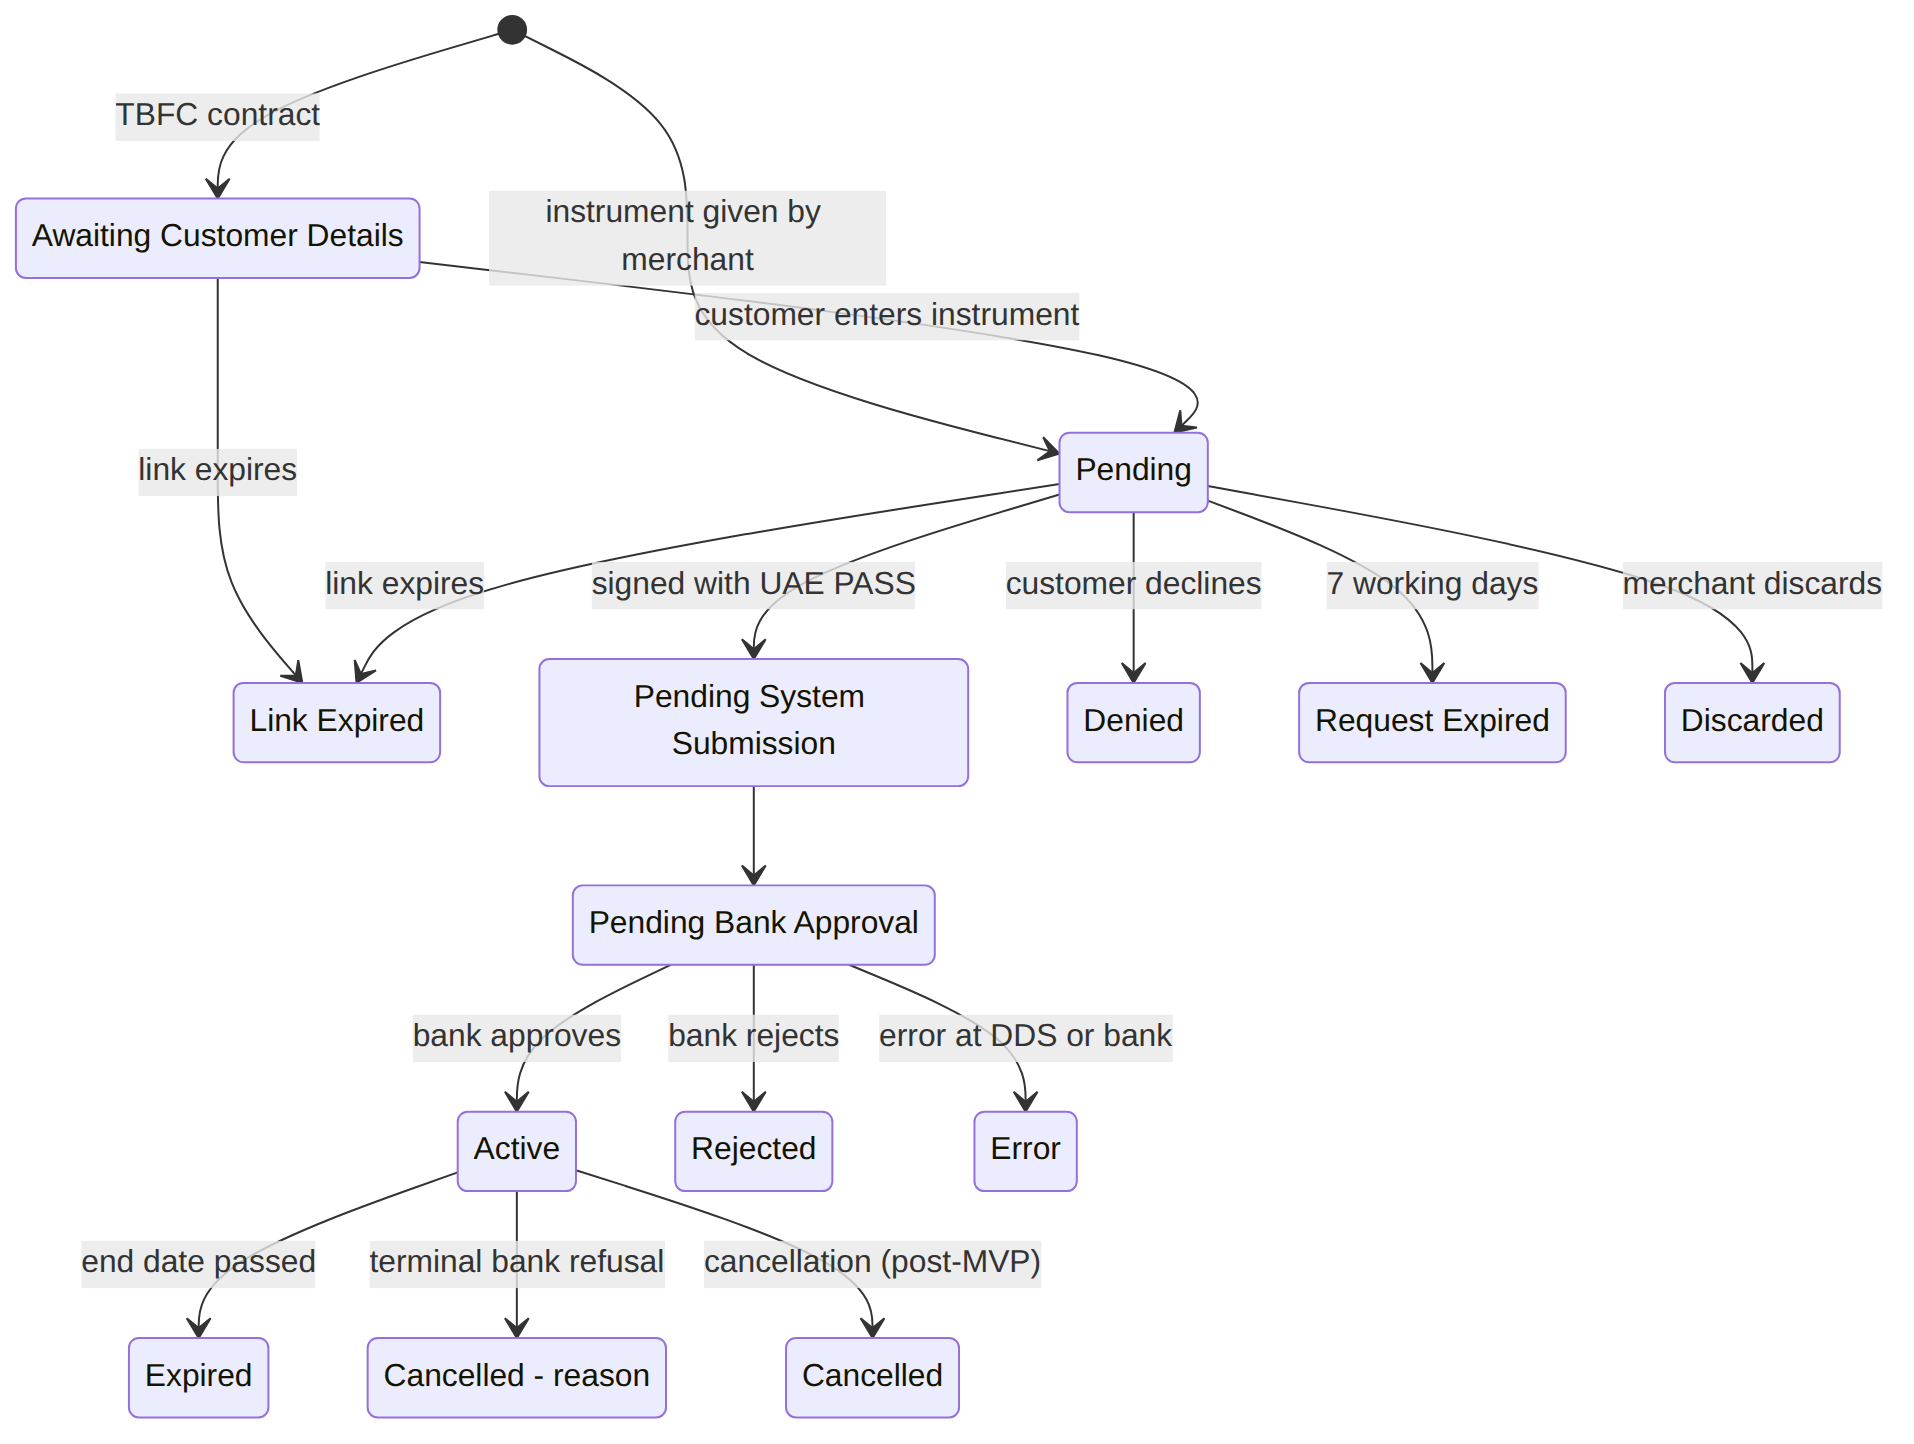 TBFC contract
instrument given by
merchant
Awaiting Customer Details
customer enters instrument
link expires
Pending
link expires
signed with UAE PASS
customer declines
7 working days
merchant discards
Link Expired
Pending System
Submission
Denied
Request Expired
Discarded
Pending Bank Approval
bank approves
bank rejects
error at DDS or bank
Active
Rejected
Error
end date passed
terminal bank refusal
cancellation (post-MVP)
Expired
Cancelled - reason
Cancelled